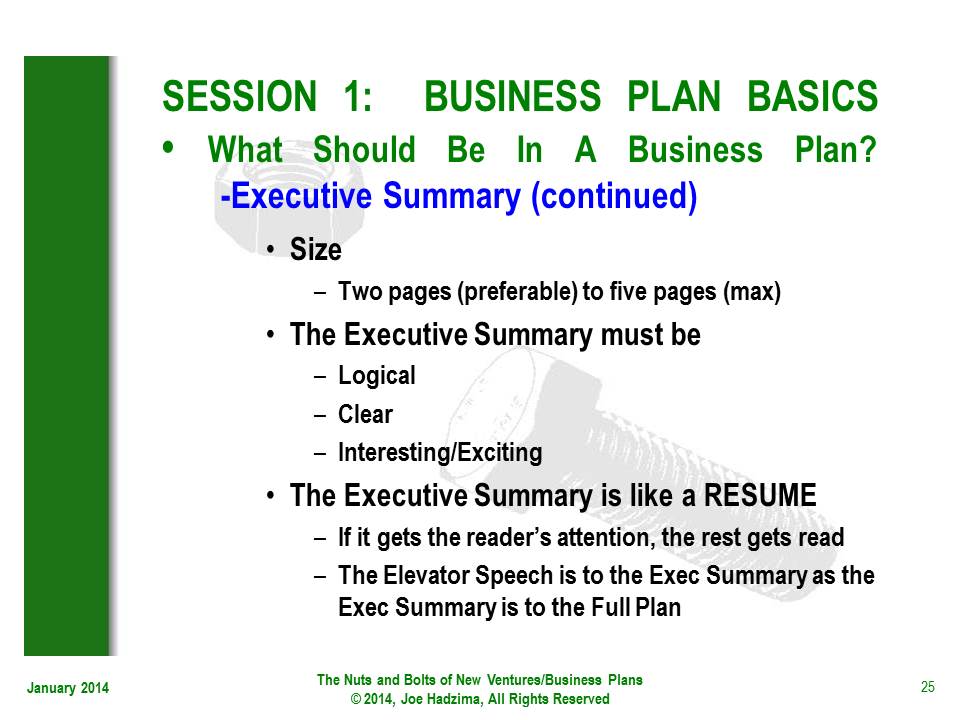 SESSION 1: BUSINESS PLAN BASICS
• What Should Be In A Business Plan?
-Executive Summary (continued)
• Size
– Two pages (preferable) to five pages (max)
• The Executive Summary must be
– Logical
– Clear
– Interesting/Exciting
• The Executive Summary is like a RESUME
– If it gets the reader’s attention, the rest gets read
– The Elevator Speech is to the Exec Summary as the
Exec Summary is to the Full Plan
January 2014
The Nuts and Bolts of New Ventures/Business Plans
© 2014, Joe Hadzima, All Rights Reserved
25